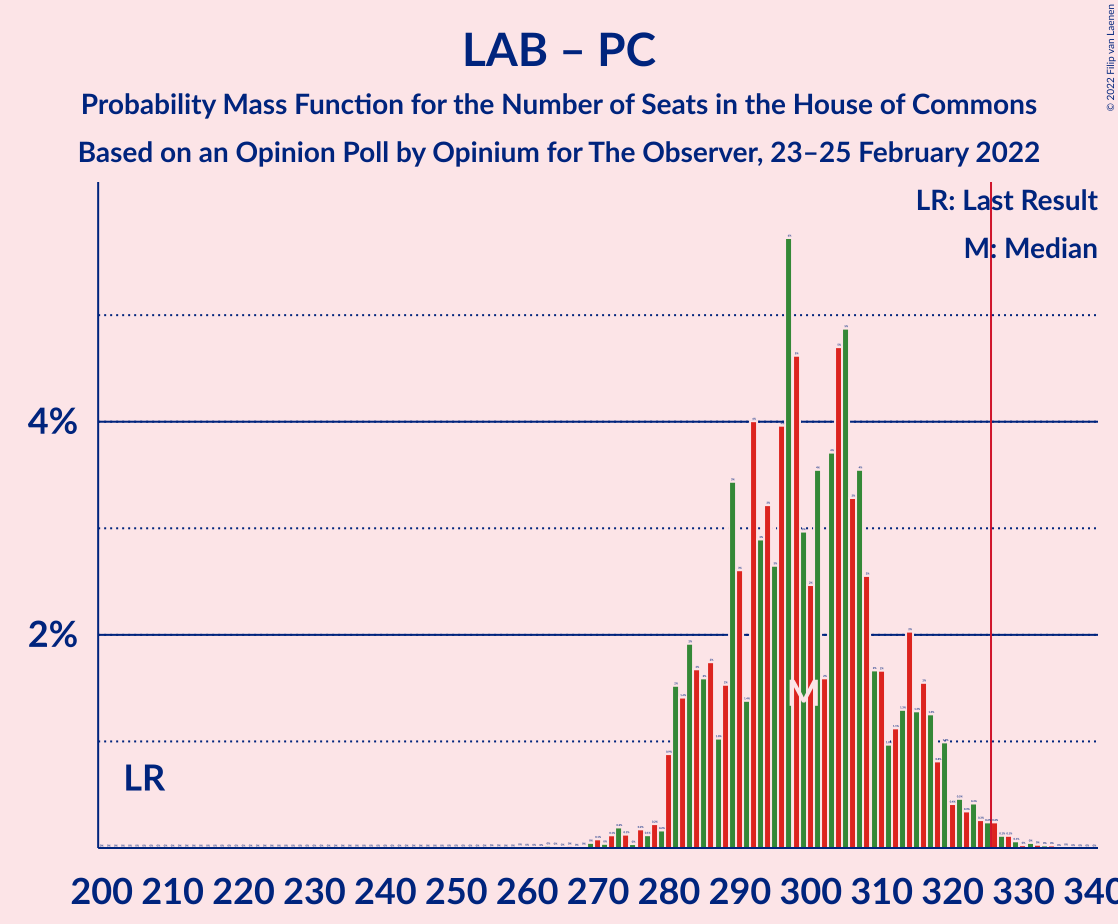 LAB – PC
Probability Mass Function for the Number of Seats in the House of Commons
Based on an Opinion Poll by Opinium for The Observer, 23–25 February 2022
© 2022 Filip van Laenen
LR: Last Result
M: Median
4%
2%
M
LR
200 210 220 230 240 250 260 270 280 290 300 310 320 330 340